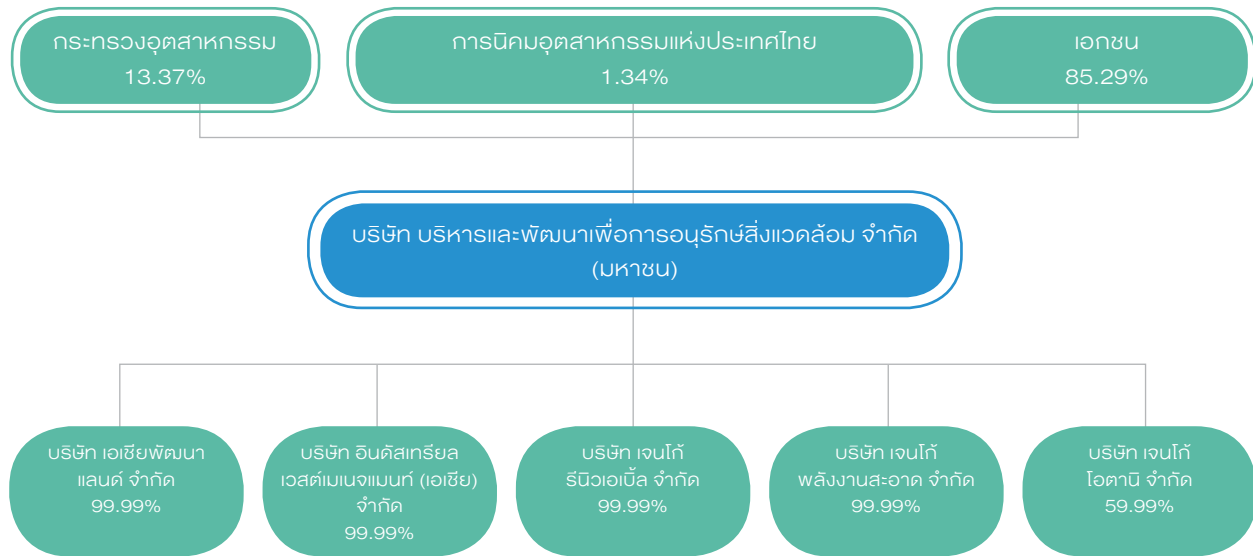 กระทรวงอุตสาหกรรม
13.37%
การนิคมอุตสาหกรรมแห่งประเทศไทย
1.34%
เอกชน
85.29%
บริษัท บริหารและพัฒนาเพื่อการอนุรักษ์สิ่งแวดล้อม จำกัด
(มหาชน)
บริษัท เอเชียพัฒนา
แลนด์ จำกัด
99.99%
บริษัท อินดัสเทรียล
เวสต์เมเนจแมนท์ (เอเชีย)
จำกัด
99.99%
บริษัท เจนโก้
รีนิวเอเบิ้ล จำกัด
99.99%
บริษัท เจนโก้
พลังงานสะอาด จำกัด
99.99%
บริษัท เจนโก้
โอตานิ จำกัด
59.99%